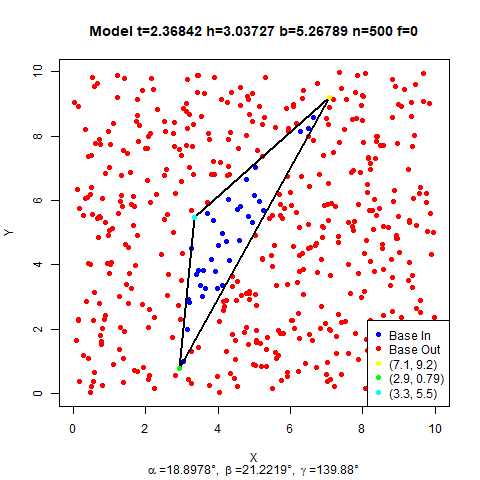 Model t=2.36842 h=3.03727 b=5.26789 n=500 f=0
Y
10
8
6
4
2
0
0 2 4 6 8 10
Base In
Base Out
(7.1, 9.2)
(2.9, 0.79)
(3.3, 5.5)
X
α=18.8978°, β=21.2219°, γ=139.88°